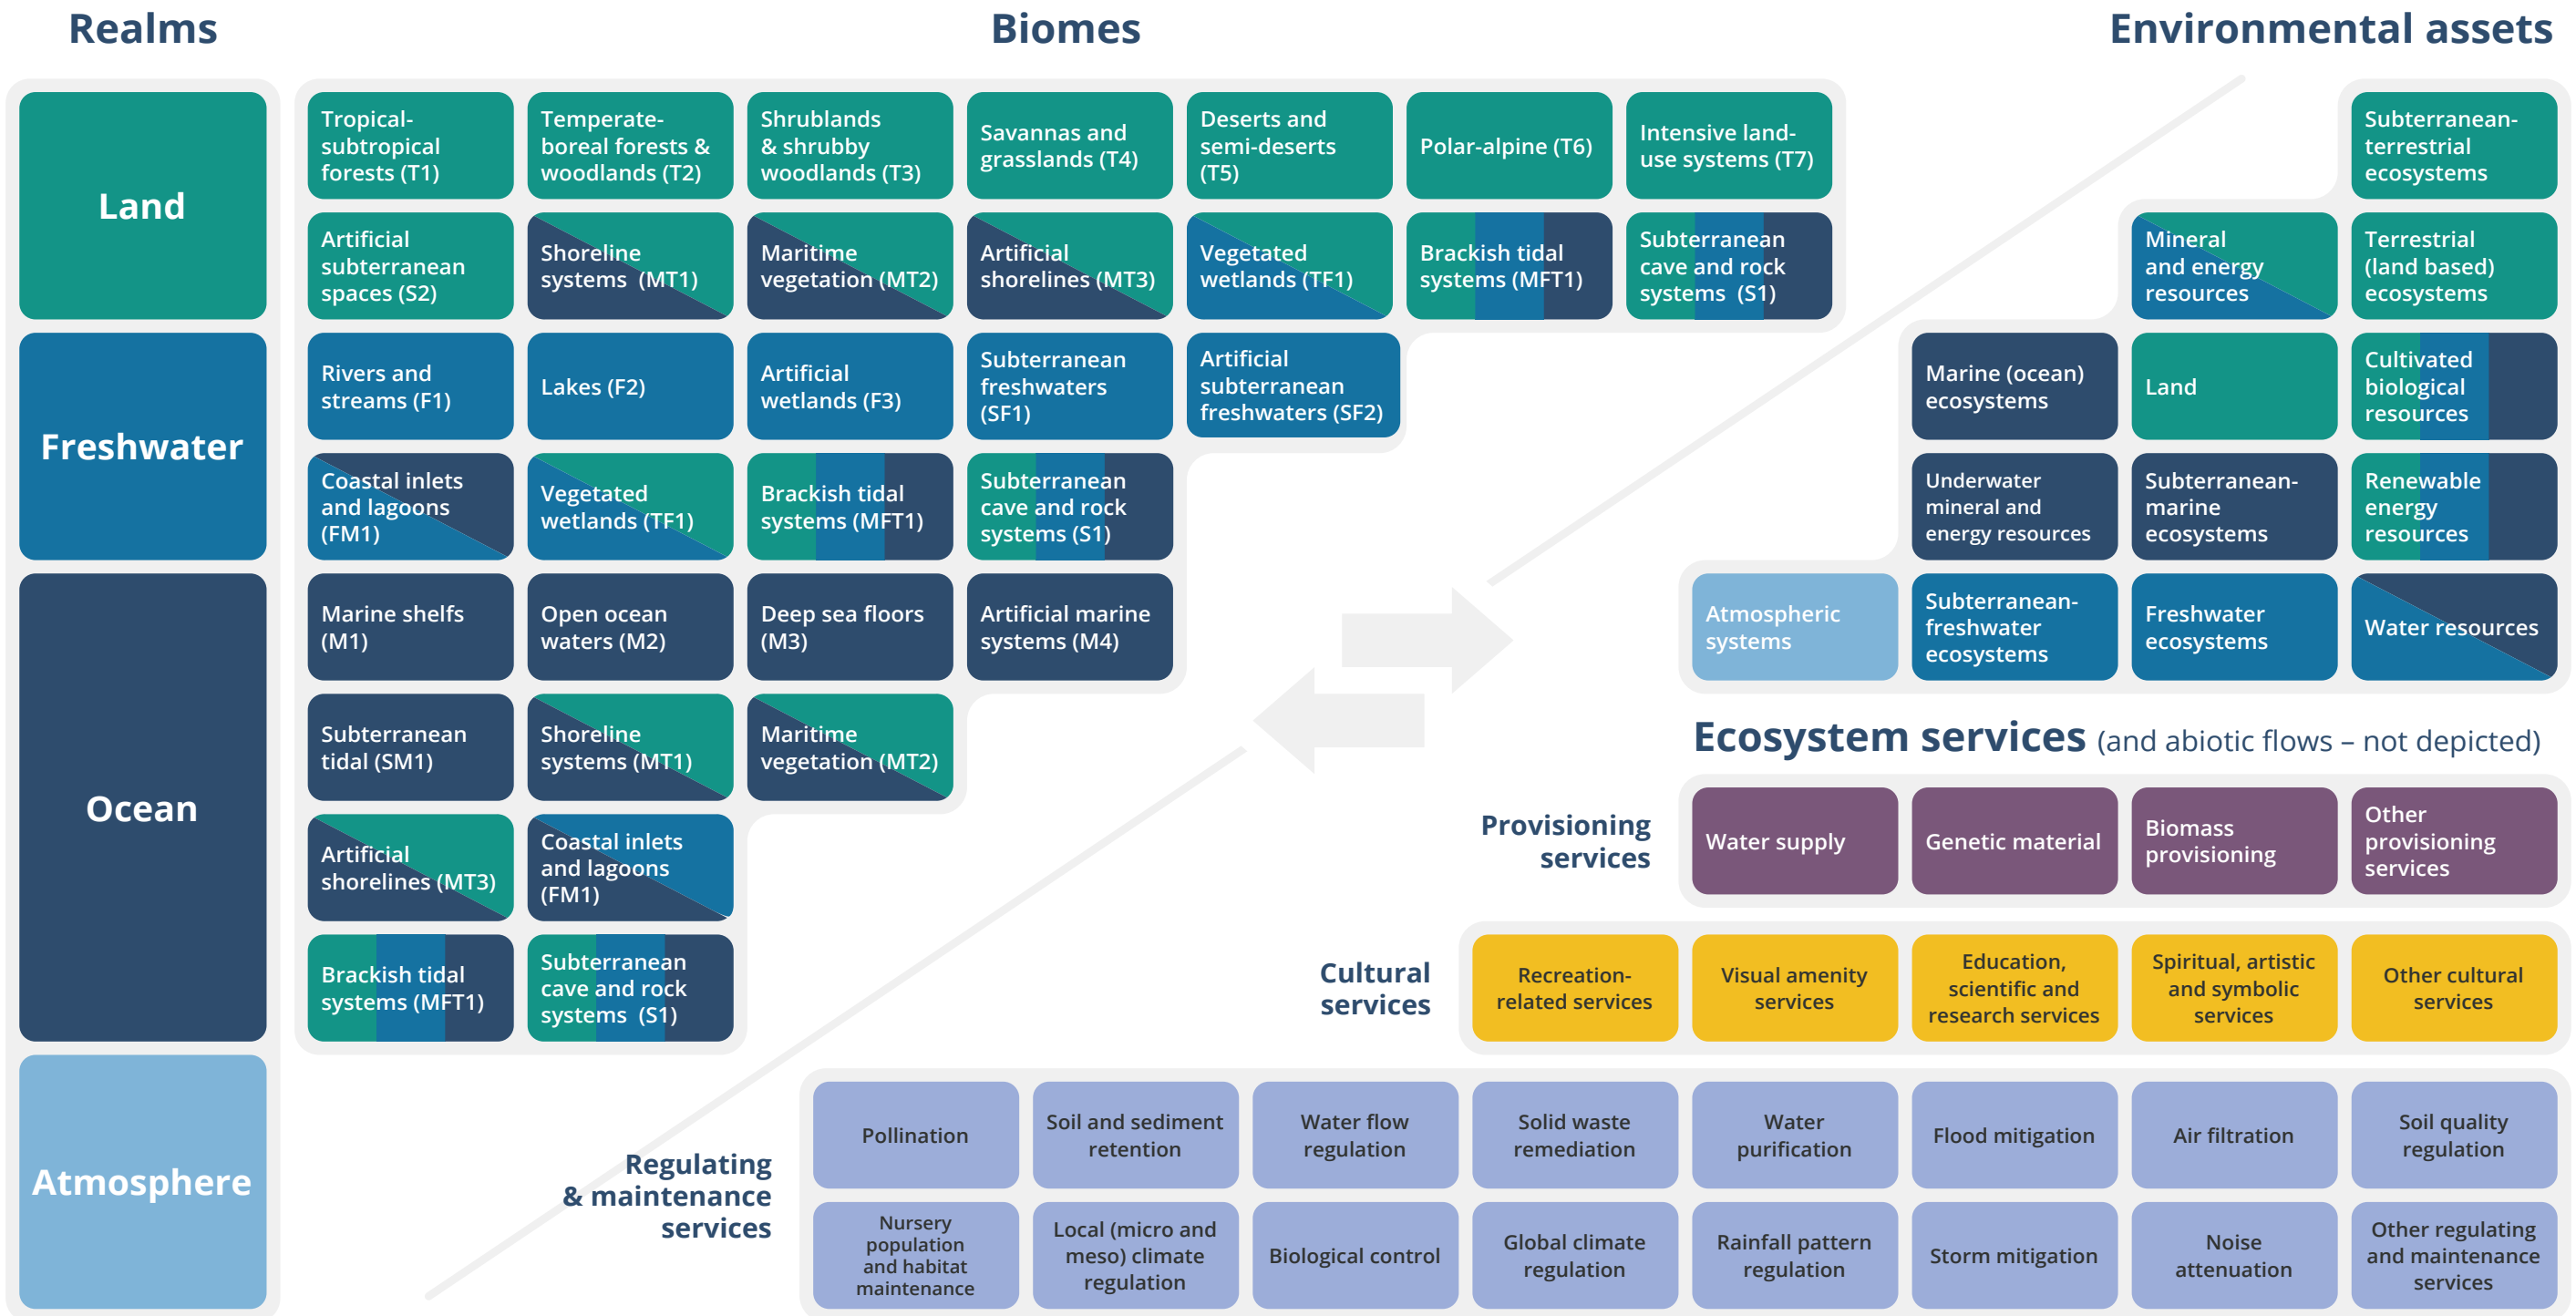 Realms
Biomes
Environmental assets
Land
Freshwater
Ocean
Atmosphere
Tropical-
subtropical
forests (T1)
Temperate-
boreal forests &
woodlands (T2)
Shrublands
& shrubby
woodlands (T3)
Savannas and
grasslands (T4)
Deserts and
semi-deserts
(T5)
Polar-alpine (T6)
Intensive land-
use systems (T7)
Artificial
subterranean
spaces (S2)
Shoreline
systems (MT1)
Maritime
vegetation (MT2)
Artificial
shorelines (MT3)
Vegetated
wetlands (TF1)
Brackish tidal
systems (MFT1)
Subterranean
cave and rock
systems (S1)
Rivers and
streams (F1)
Lakes (F2)
Artificial
wetlands (F3)
Subterranean
freshwaters
(SF1)
Artificial
subterranean
freshwaters (SF2)
Coastal inlets
and lagoons
(FM1)
Vegetated
wetlands (TF1)
Brackish tidal
systems (MFT1)
Subterranean
cave and rock
systems (S1)
Marine shelfs
(M1)
Open ocean
waters (M2)
Deep sea floors
(M3)
Artificial marine
systems (M4)
Subterranean
tidal (SM1)
Shoreline
systems (MT1)
Maritime
vegetation (MT2)
Artificial
shorelines (MT3)
Coastal inlets
and lagoons
(FM1)
Brackish tidal
systems (MFT1)
Subterranean
cave and rock
systems (S1)
Subterranean-
terrestrial
ecosystems
Mineral
and energy
resources
Terrestrial
(land based)
ecosystems
Marine (ocean)
ecosystems
Land
Cultivated
biological
resources
Underwater
mineral and
energy resources
Subterranean-
marine
ecosystems
Renewable
energy
resources
Atmospheric
systems
Subterranean-
freshwater
ecosystems
Freshwater
ecosystems
Water resources
Ecosystem services (and abiotic flows – not depicted)
Provisioning
services
Water supply
Genetic material
Biomass
provisioning
Other
provisioning
services
Cultural
services
Recreation-
related services
Visual amenity
services
Education,
scientific and
research services
Spiritual, artistic
and symbolic
services
Other cultural
services
Regulating
& maintenance
services
Pollination
Soil and sediment
retention
Water flow
regulation
Solid waste
remediation
Water
purification
Flood mitigation
Air filtration
Soil quality
regulation
Nursery
population
and habitat
maintenance
Local (micro and
meso) climate
regulation
Biological control
Global climate
regulation
Rainfall pattern
regulation
Storm mitigation
Noise
attenuation
Other regulating
and maintenance
services